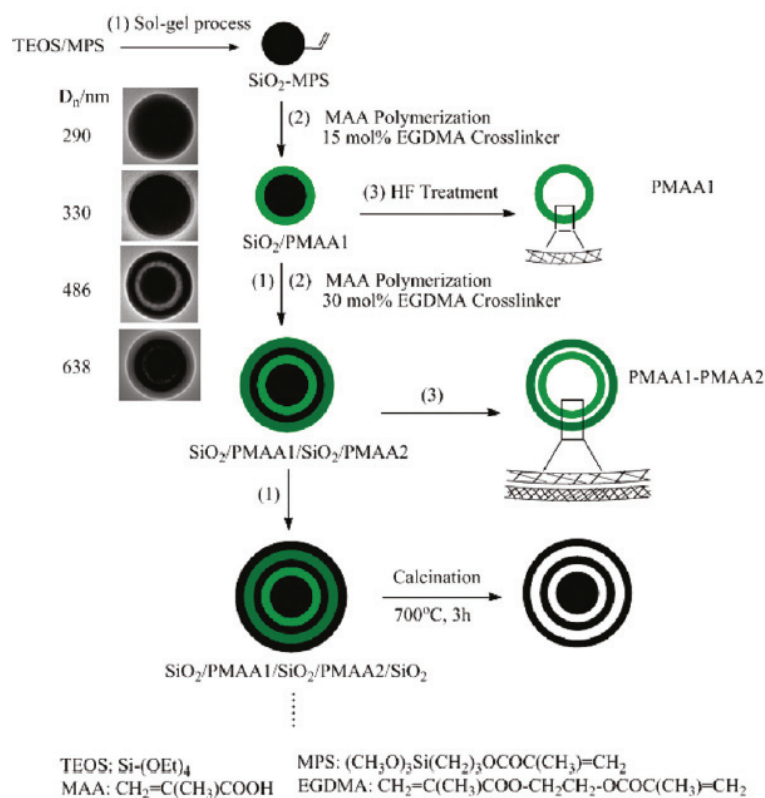 (1) Sol-gel process
TEOS/MPS
SiO₂-MPS
Dₙ/nm
290
330
486
638
(2) MAA Polymerization
15 mol% EGDMA Crosslinker
SiO₂/PMAA1
(3) HF Treatment
PMAA1
(1) (2) MAA Polymerization
30 mol% EGDMA Crosslinker
SiO₂/PMAA1/SiO₂/PMAA2
(3)
PMAA1-PMAA2
(1)
SiO₂/PMAA1/SiO₂/PMAA2/SiO₂
Calcination
700°C, 3h
TEOS: Si-(OEt)₄
MPS: (CH₃O)₃Si(CH₂)₃OCOC(CH₃)=CH₂
MAA: CH₂=C(CH₃)COOH
EGDMA: CH₂=C(CH₃)COO-CH₂CH₂-OCOC(CH₃)=CH₂